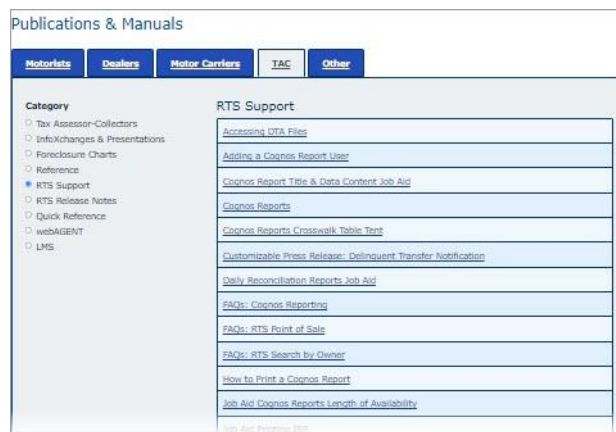 Publications & Manuals
Motorists
Dealers
Motor Carriers
TAC
Other
Category
Tax Assessor-Collectors
InfoXchanges & Presentations
Foreclosure Charts
Reference
RTS Support
RTS Release Notes
Quick Reference
webAGENT
LMS
RTS Support
Accessing DTA Files
Adding a Cognos Report User
Cognos Report Title & Data Content Job Aid
Cognos Reports
Cognos Reports Crosswalk Table Tent
Customizable Press Release: Delinquent Transfer Notification
Daily Reconciliation Reports Job Aid
FAQs: Cognos Reporting
FAQs: RTS Point of Sale
FAQs: RTS Search by Owner
How to Print a Cognos Report
Job Aid Cognos Reports Length of Availability
Job Aid Printing